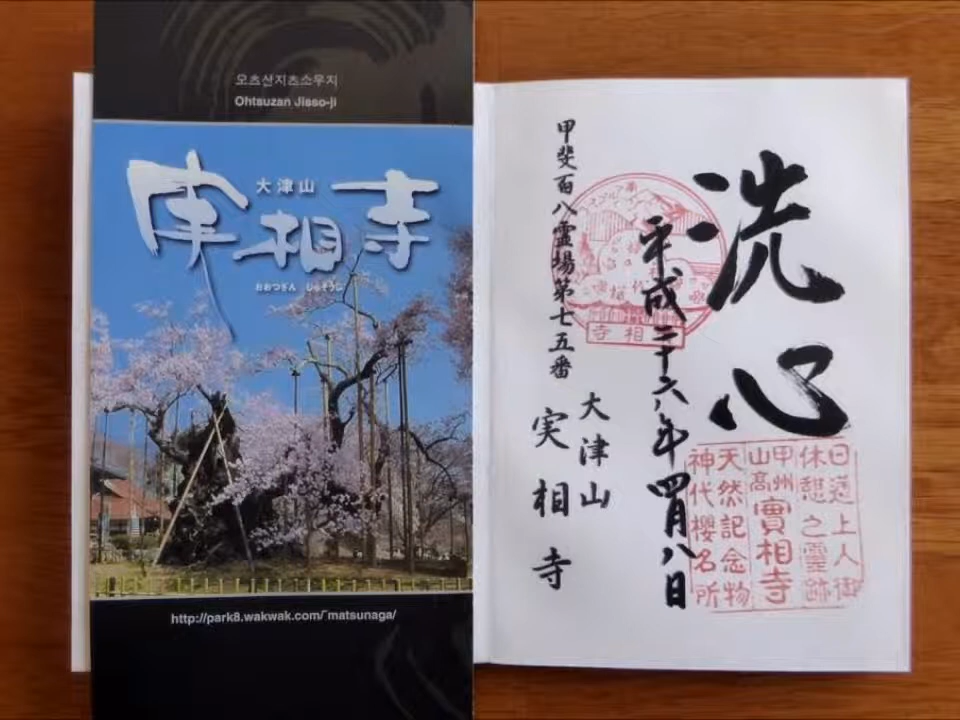 오츠산지츠소우지
Ohtsuzan Jisso-ji
大津山
実相寺
おおつざん じっそうじ
http://park8.wakwak.com/~matsunaga/
洗心
平成二十六年四月八日
甲斐百八霊場第七五番
大津山
実相寺
相寺
日蓮上人御
休憩之靈跡
甲州
山高
實相寺
天然記念物
神代櫻名所